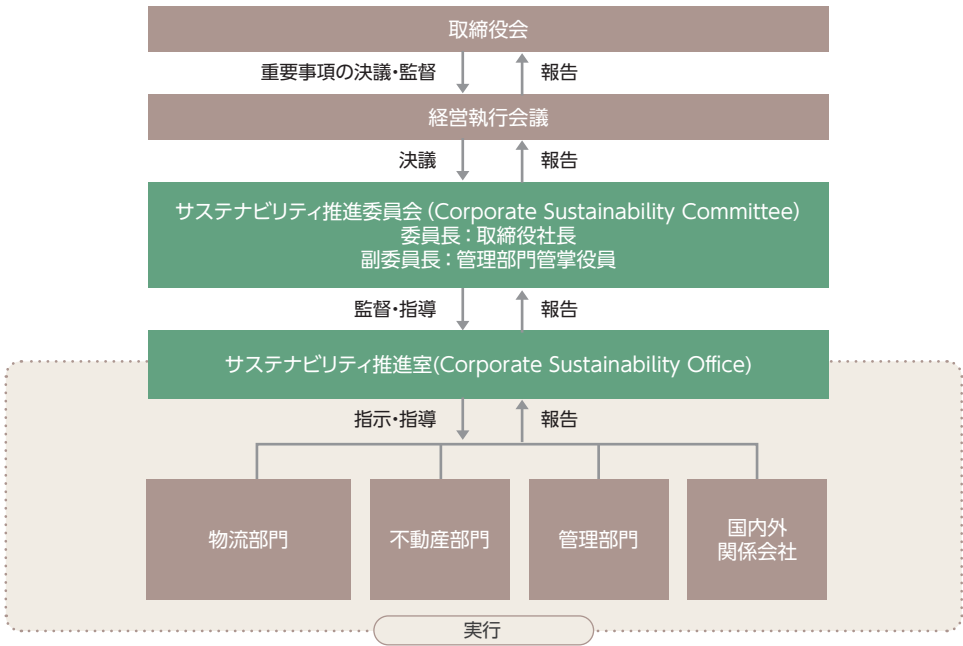 取締役会
重要事項の決議・監督
報告
経営執行会議
決議
報告
サステナビリティ推進委員会 (Corporate Sustainability Committee)
委員長：取締役社長
副委員長：管理部門管掌役員
監督・指導
報告
サステナビリティ推進室(Corporate Sustainability Office)
指示・指導
報告
物流部門
不動産部門
管理部門
国内外
関係会社
実行